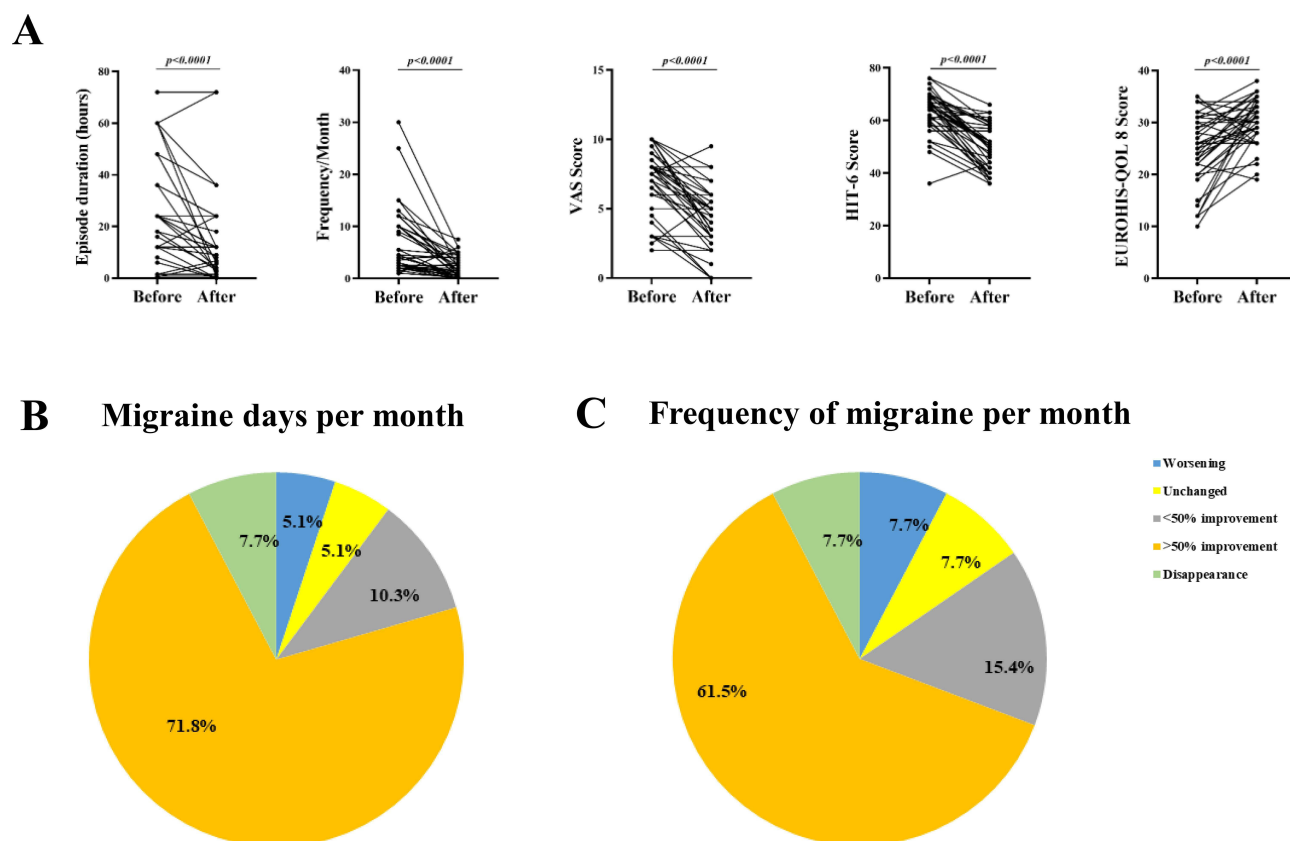 A
p<0.0001
Episode duration (hours)
80
60
40
20
0
Before After
p<0.0001
Frequency/Month
40
30
20
10
0
Before After
p<0.0001
VAS Score
15
10
5
0
Before After
p<0.0001
HIT-6 Score
80
60
40
20
0
Before After
p<0.0001
EUROHIS-QOL 8 Score
40
30
20
10
0
Before After
B Migraine days per month
5.1%
5.1%
10.3%
71.8%
7.7%
C Frequency of migraine per month
7.7%
7.7%
15.4%
61.5%
7.7%
Worsening
Unchanged
<50% improvement
>50% improvement
Disappearance